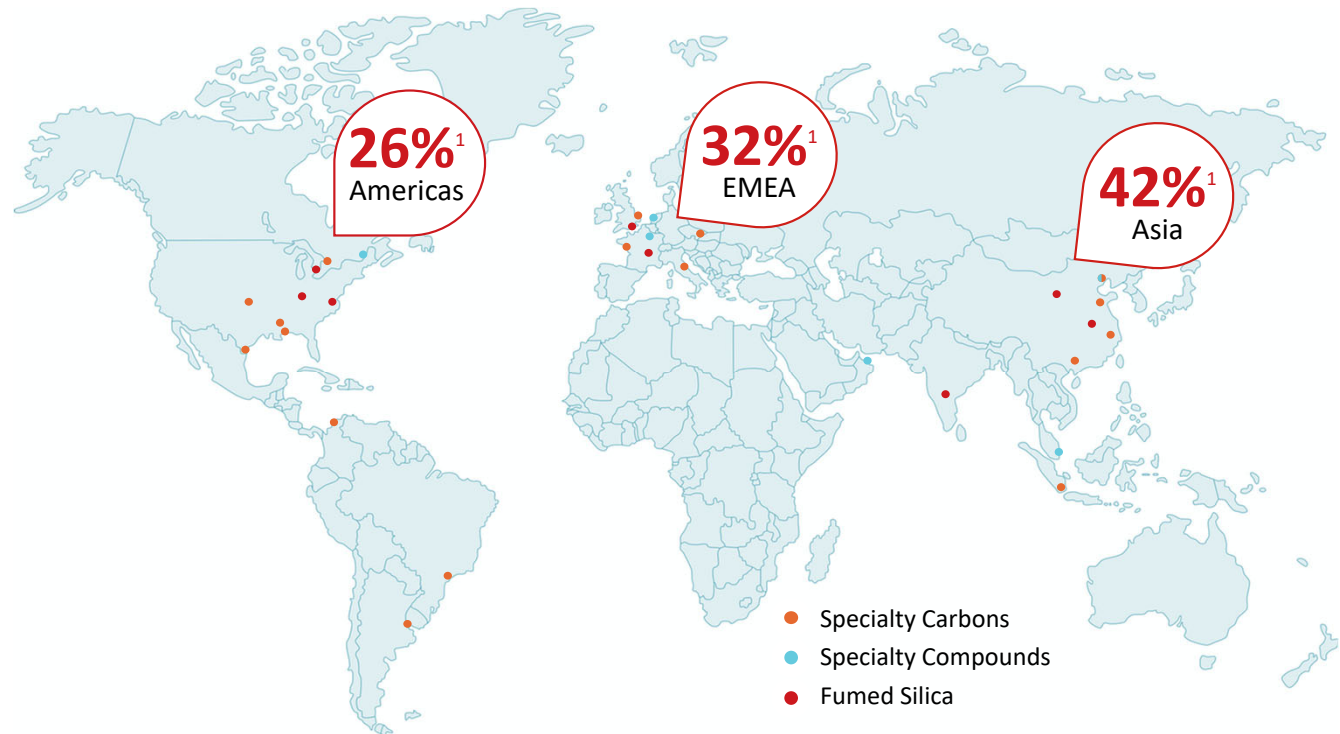 26%1
Americas
32%1
EMEA
42%1
Asia
Specialty Carbons
Specialty Compounds
Fumed Silica